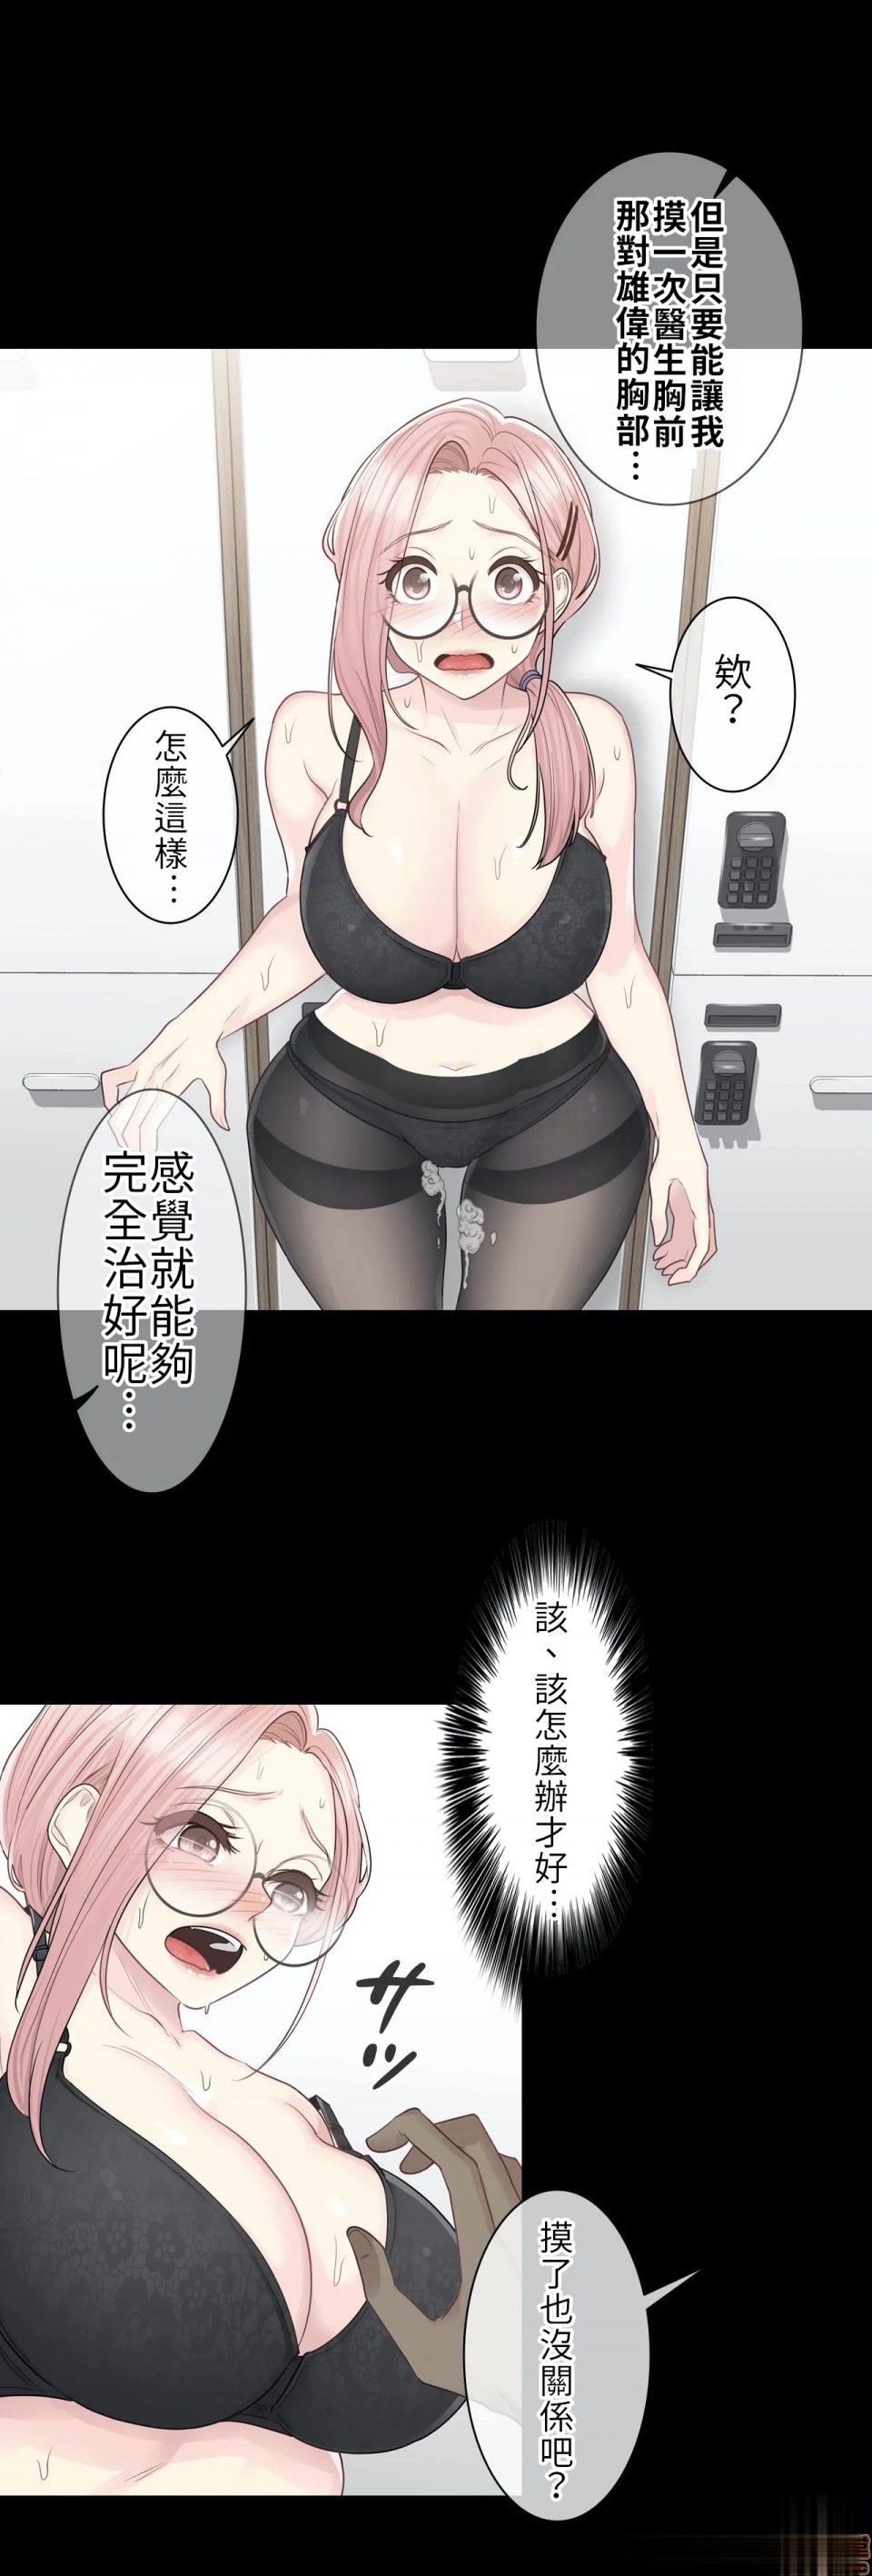 但是只要能讓我
摸一次醫生胸前
那對雄偉的胸部⋯
欸？
怎麼這樣⋯
感覺就能夠
完全治好呢⋯
該、該怎麼辦才好⋯
サッ
摸了也沒關係吧？